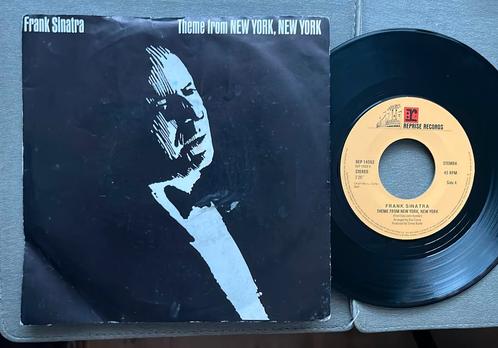 Frank Sinatra
Theme from NEW YORK, NEW YORK
REPRISE RECORDS
REP 14502
STEREO
STEMRA
45 RPM
Side A
FRANK SINATRA
THEME FROM NEW YORK, NEW YORK